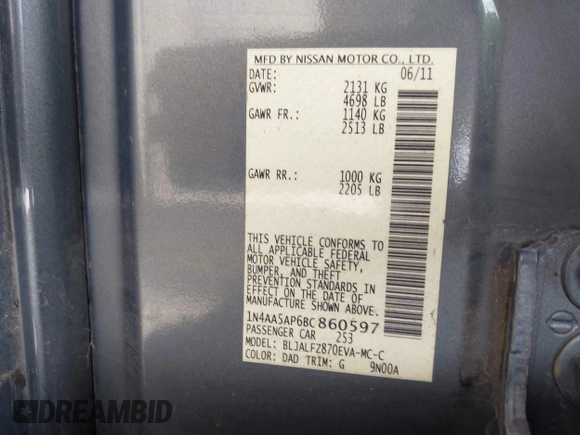 MFD BY NISSAN MOTOR CO., LTD.
DATE: 06/11
GVWR: 2131 KG
4698 LB
GAWR FR.: 1140 KG
2513 LB
GAWR RR.: 1000 KG
2205 LB
THIS VEHICLE CONFORMS TO
ALL APPLICABLE FEDERAL
MOTOR VEHICLE SAFETY,
BUMPER, AND THEFT
PREVENTION STANDARDS IN
EFFECT ON THE DATE OF
MANUFACTURE SHOWN ABOVE.
1N4AA5AP6BC860597
PASSENGER CAR 2S3
MODEL: BLJALFZ870EVA-MC-C
COLOR: DAD TRIM: G 9N00A
DREAMBID